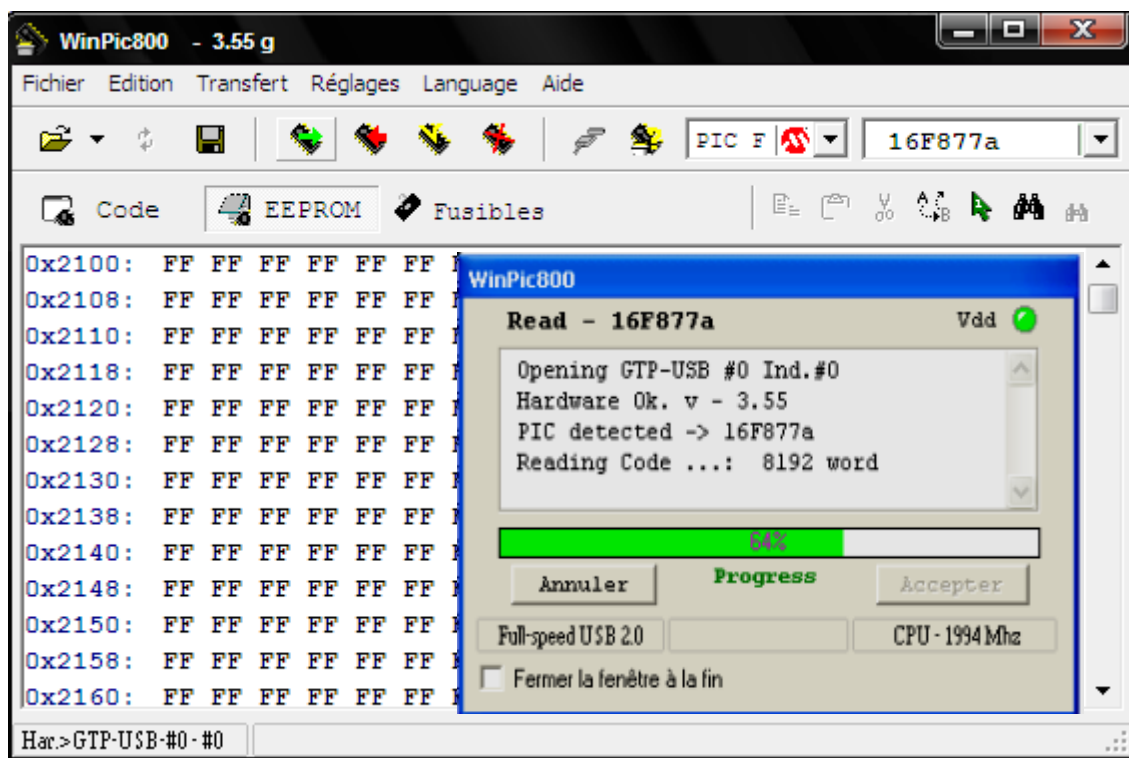 WinPic800 - 3.55 g
Fichier Edition Transfert Réglages Language Aide
PIC F 16F877a
Code EEPROM Fusibles
0x2100: FF FF FF FF FF FF
0x2108: FF FF FF FF FF FF
0x2110: FF FF FF FF FF FF
0x2118: FF FF FF FF FF FF
0x2120: FF FF FF FF FF FF
0x2128: FF FF FF FF FF FF
0x2130: FF FF FF FF FF FF
0x2138: FF FF FF FF FF FF
0x2140: FF FF FF FF FF FF
0x2148: FF FF FF FF FF FF
0x2150: FF FF FF FF FF FF
0x2158: FF FF FF FF FF FF
0x2160: FF FF FF FF FF FF
WinPic800
Read - 16F877a Vdd
Opening GTP-USB #0 Ind.#0
Hardware Ok. v - 3.55
PIC detected -> 16F877a
Reading Code ...: 8192 word
64%
Annuler Progress Accepter
Full-speed USB 2.0 CPU - 1994 Mhz
Fermer la fenêtre à la fin
Har.>GTP-USB-#0 - #0